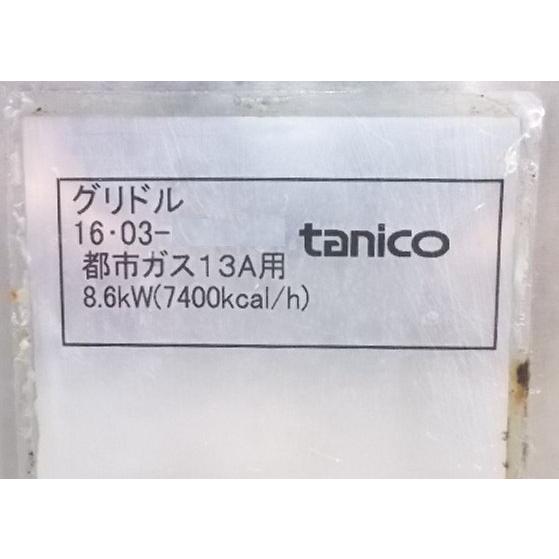 グリドル
16・03-
tanico
都市ガス13A用
8.6kW(7400kcal/h)